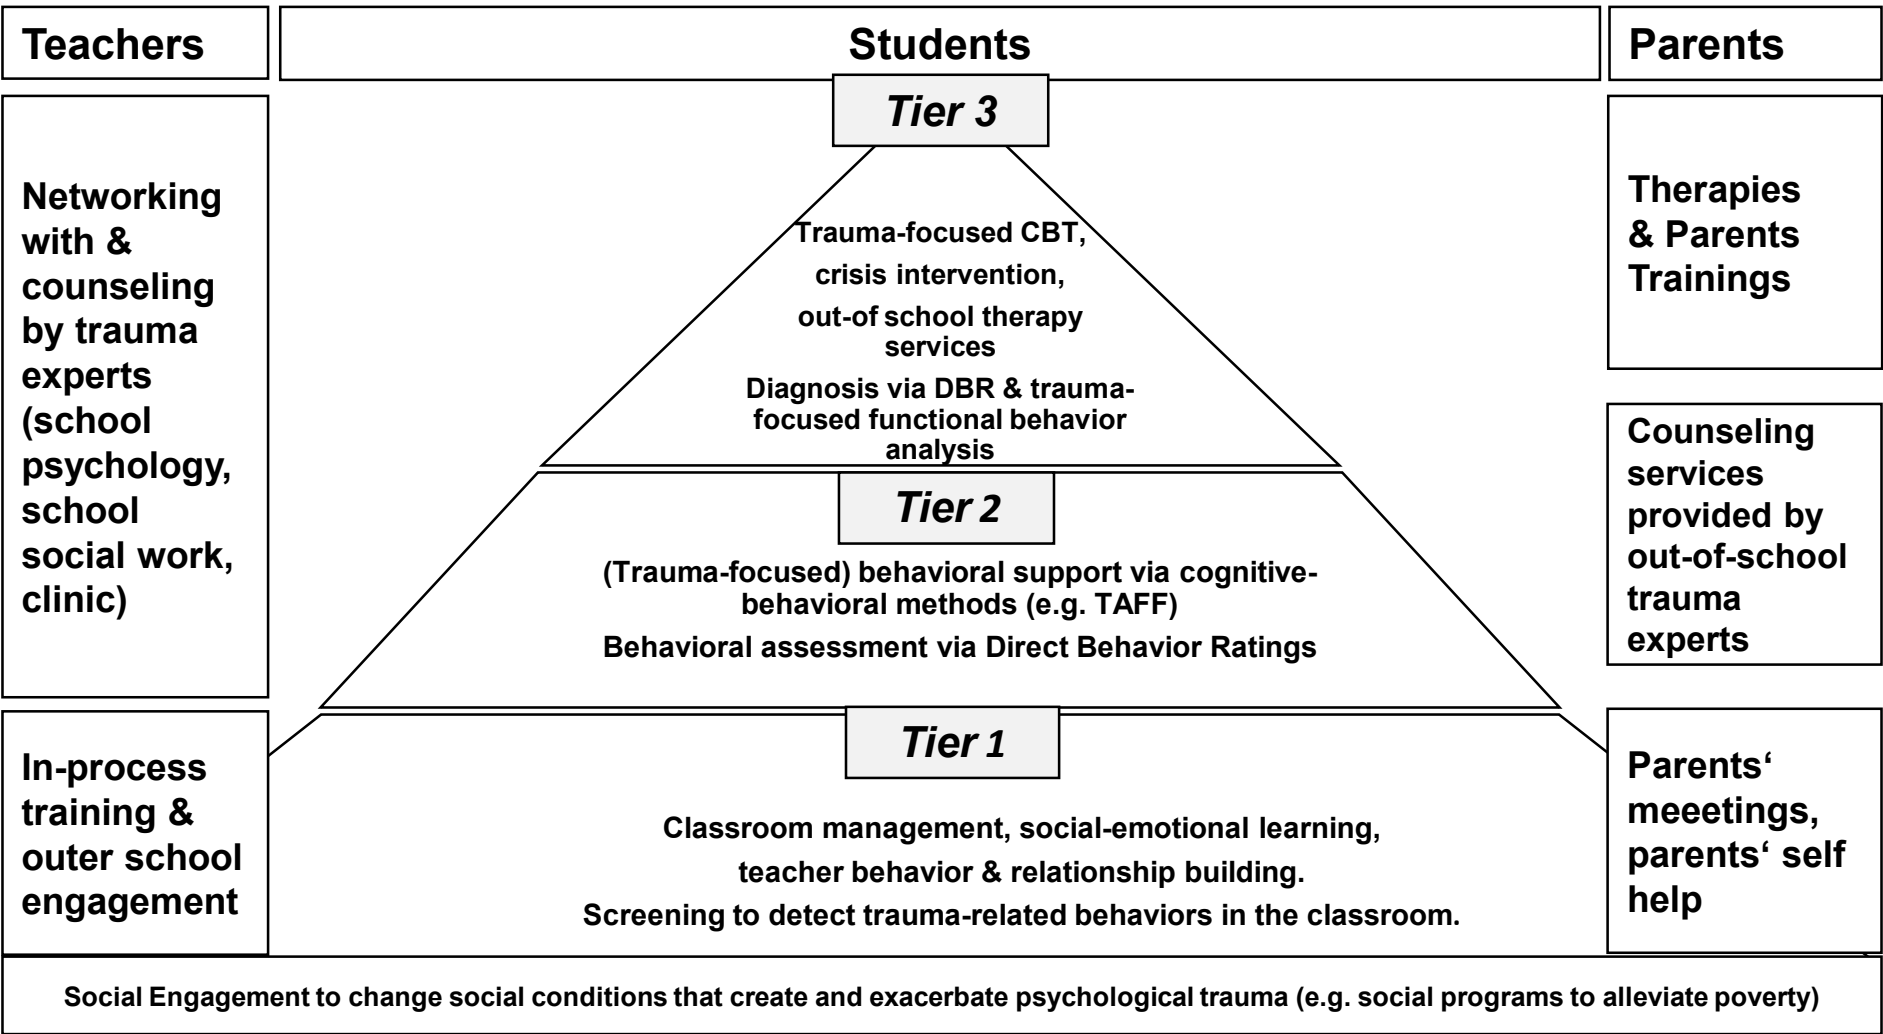 Teachers
Students
Parents
Networking
with &
counseling
by trauma
experts
(school
psychology,
school
social work,
clinic)
In-process
training &
outer school
engagement
Tier 3
Trauma-focused CBT,
crisis intervention,
out-of school therapy
services
Diagnosis via DBR & trauma-
focused functional behavior
analysis
Tier 2
(Trauma-focused) behavioral support via cognitive-
behavioral methods (e.g. TAFF)
Behavioral assessment via Direct Behavior Ratings
Tier 1
Classroom management, social-emotional learning,
teacher behavior & relationship building.
Screening to detect trauma-related behaviors in the classroom.
Therapies
& Parents
Trainings
Counseling
services
provided by
out-of-school
trauma
experts
Parents‘
meeetings,
parents‘ self
help
Social Engagement to change social conditions that create and exacerbate psychological trauma (e.g. social programs to alleviate poverty)